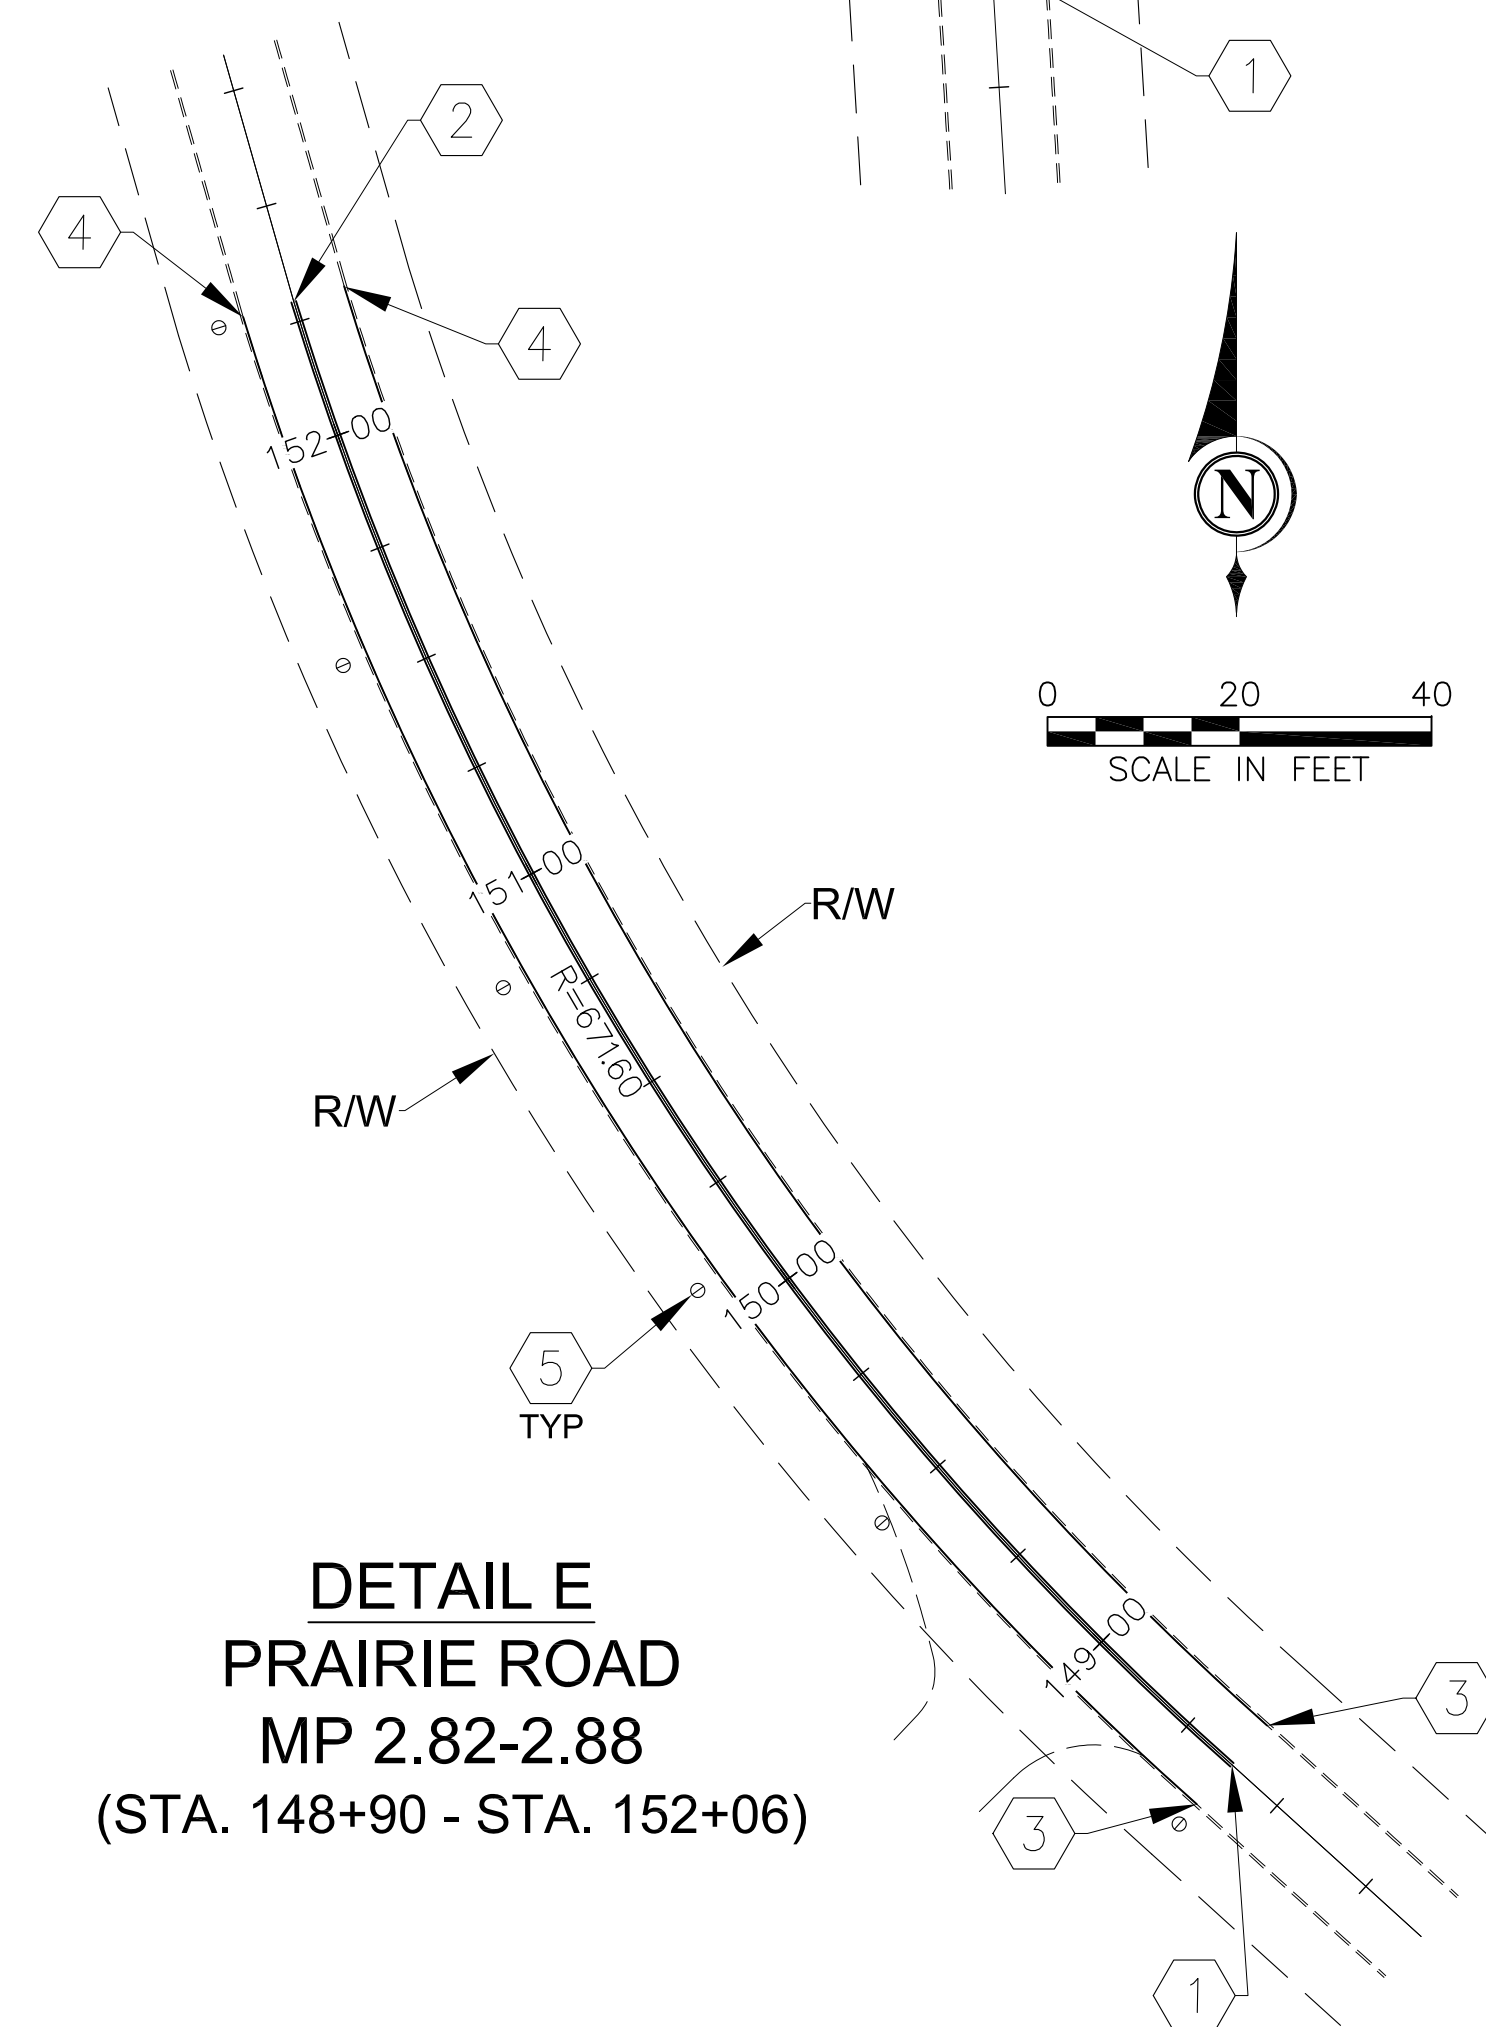 1
2
4
4
152+00
N
0 20 40
SCALE IN FEET
151+00
R/W
R=671.60
R/W
150+00
5
TYP
DETAIL E
PRAIRIE ROAD
MP 2.82-2.88
(STA. 148+90 - STA. 152+06)
149+00
3
3
1